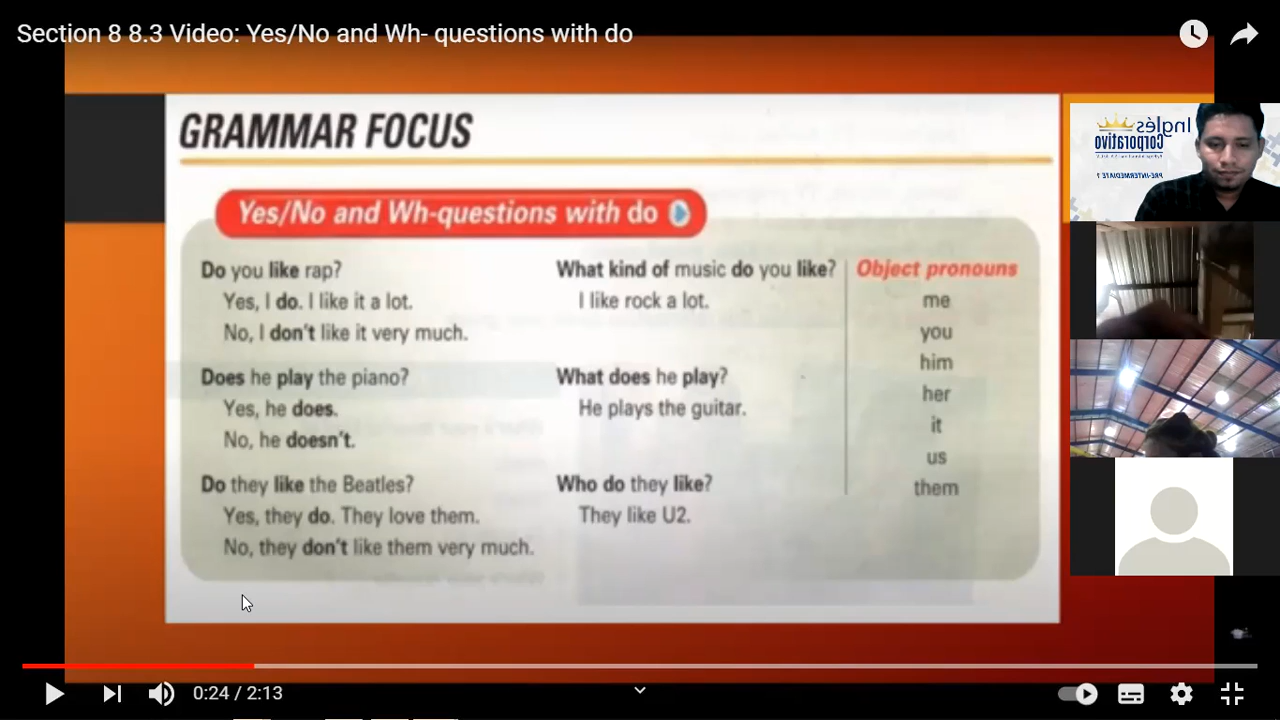 Section 8 8.3 Video: Yes/No and Wh- questions with do
GRAMMAR FOCUS
Yes/No and Wh-questions with do
Do you like rap?
Yes, I do. I like it a lot.
No, I don't like it very much.
Does he play the piano?
Yes, he does.
No, he doesn't.
Do they like the Beatles?
Yes, they do. They love them.
No, they don't like them very much.
What kind of music do you like?
I like rock a lot.
What does he play?
He plays the guitar.
Who do they like?
They like U2.
Object pronouns
me
you
him
her
it
us
them
Inglés
Corporativo
PRE-INTERMEDIATE 1
0:24 / 2:13